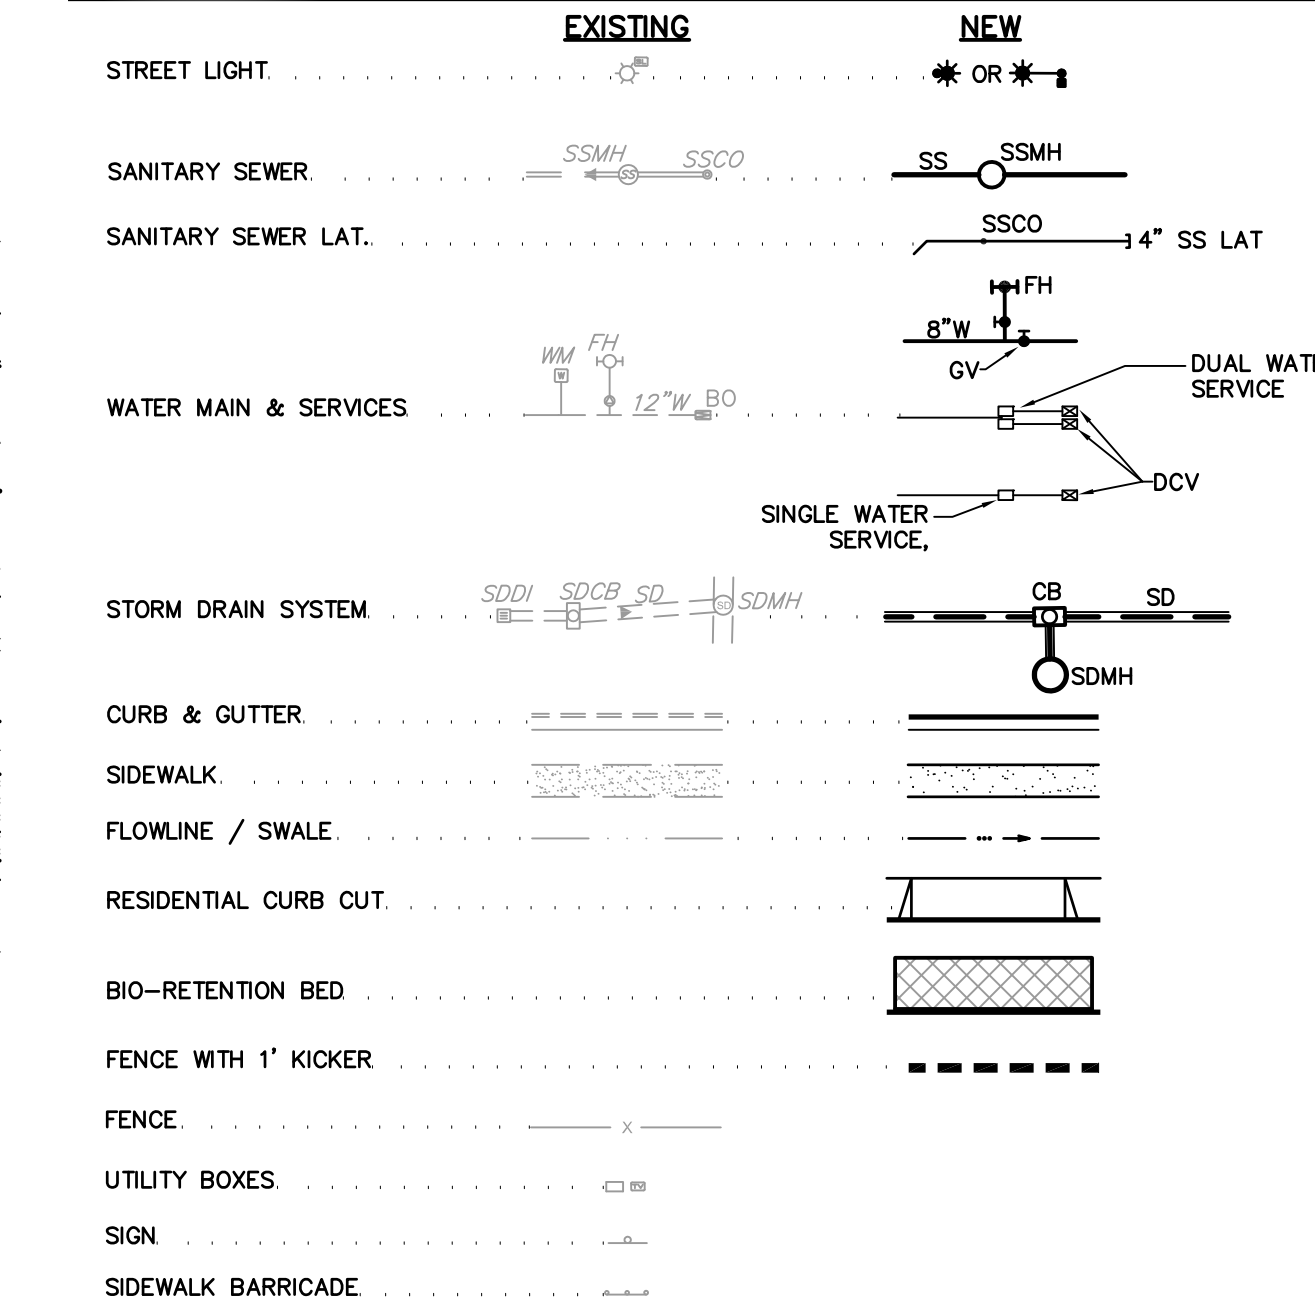 EXISTING NEW
STREET LIGHT OR
SANITARY SEWER SSMH SSCO SS SS SSMH
SANITARY SEWER LAT. SSCO 4" SS LAT
FH
8"W
GV
DUAL
SERVICE
WATER MAIN & SERVICES WM W FH 12"W BO
DCV
SINGLE WATER
SERVICE,
STORM DRAIN SYSTEM SDDI SDCB SD SD SDMH CB SD
SDMH
CURB & GUTTER
SIDEWALK
FLOWLINE / SWALE
RESIDENTIAL CURB CUT
BIO-RETENTION BED
FENCE WITH 1' KICKER
FENCE X
UTILITY BOXES TV
SIGN
SIDEWALK BARRICADE